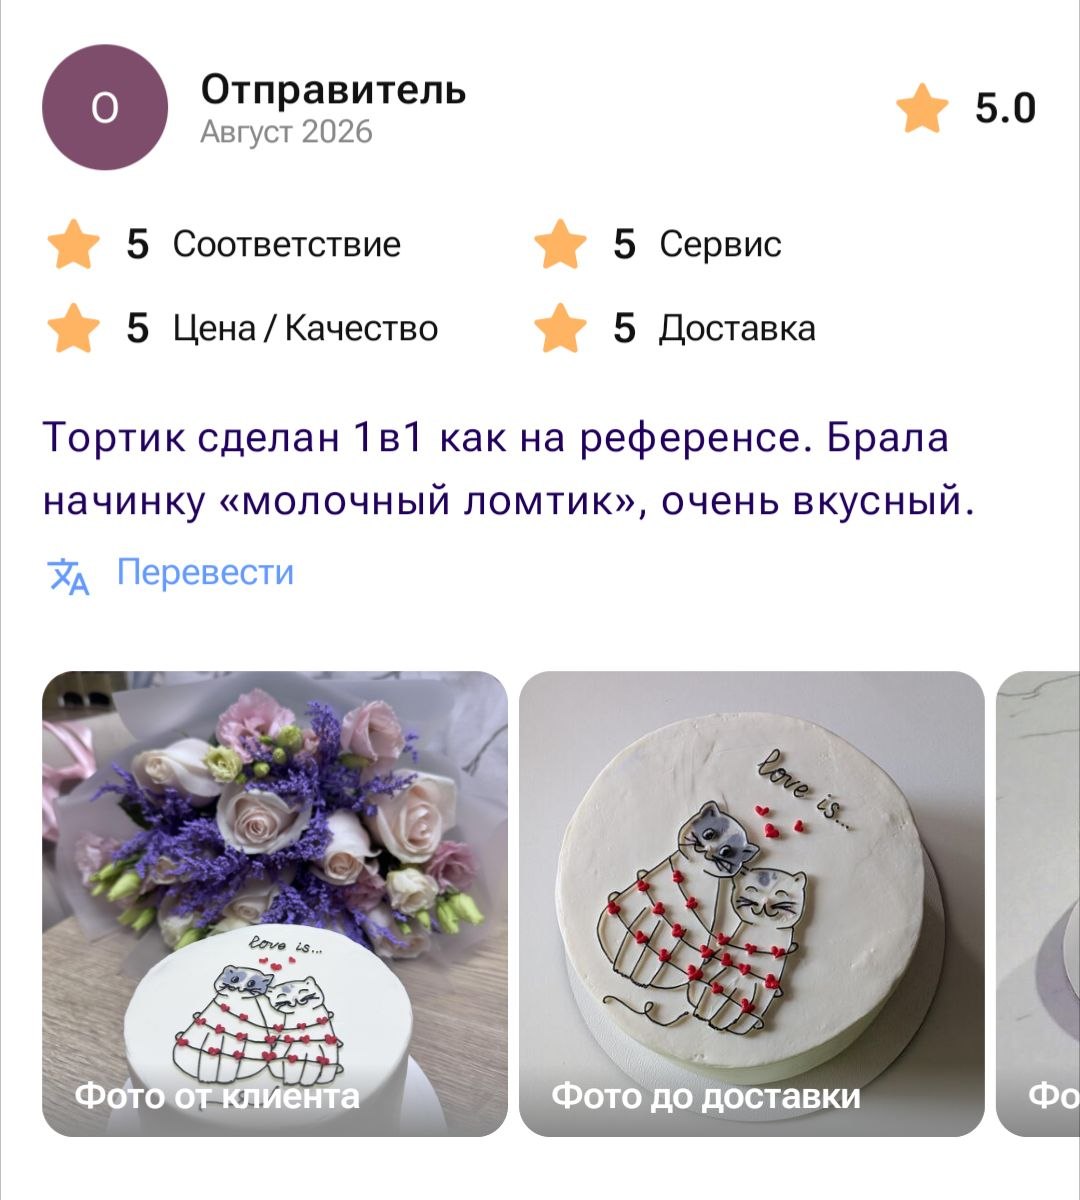 О
Отправитель
Август 2026
5.0
5 Соответствие
5 Сервис
5 Цена / Качество
5 Доставка
Тортик сделан 1в1 как на референсе. Брала
начинку «молочный ломтик», очень вкусный.
Перевести
love is...
Фото от клиента
love is...
Фото до доставки
Фо